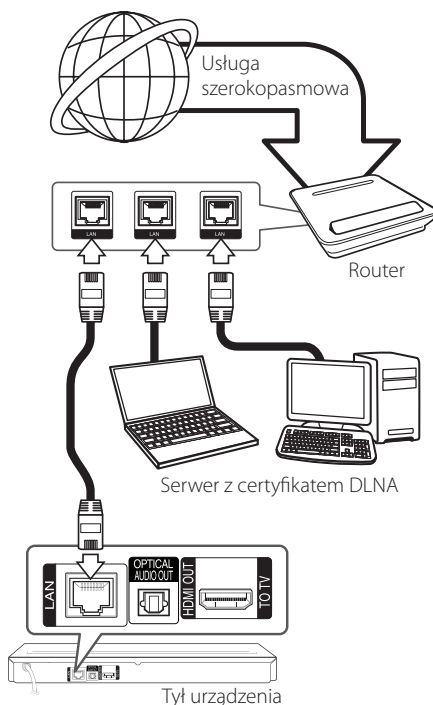 Usługa
szerokopasmowa
LAN
LAN
LAN
Router
Serwer z certyfikatem DLNA
LAN
OPTICAL
AUDIO OUT
HDMI OUT
TO TV
Tył urządzenia